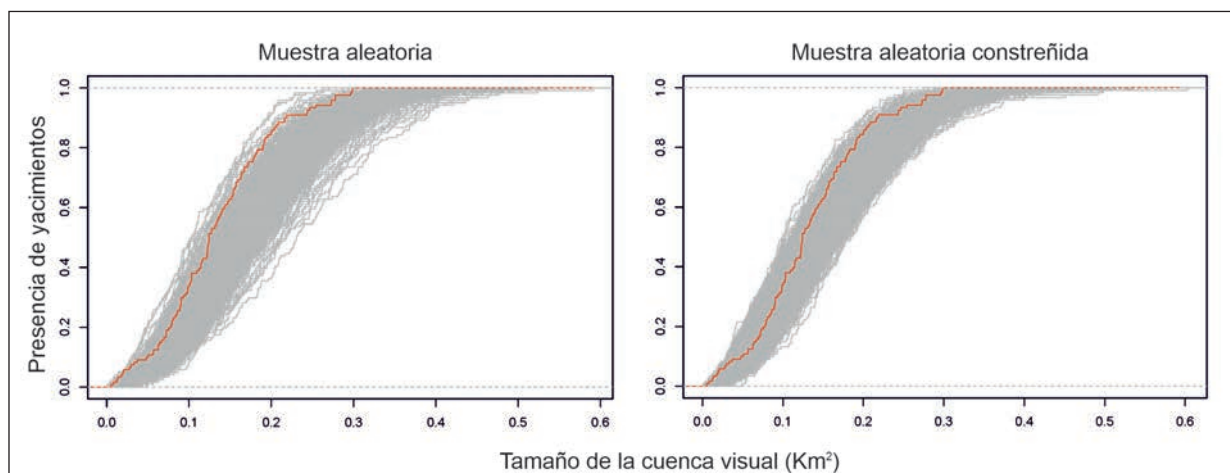 Muestra aleatoria
Muestra aleatoria constreñida
Presencia de yacimientos
1.0
0.8
0.6
0.4
0.2
0.0
0.0 0.1 0.2 0.3 0.4 0.5 0.6
1.0
0.8
0.6
0.4
0.2
0.0
0.0 0.1 0.2 0.3 0.4 0.5 0.6
Tamaño de la cuenca visual (Km²)